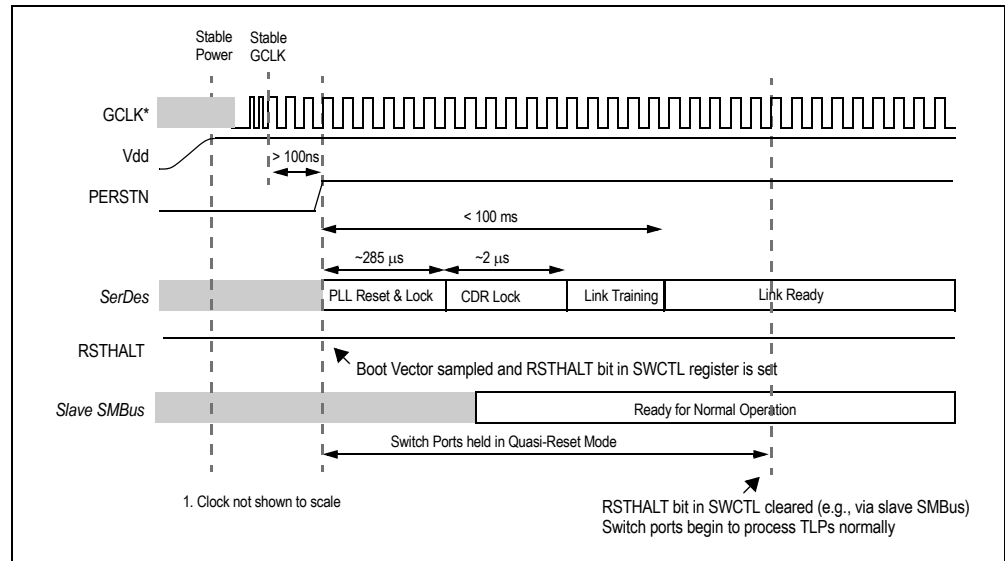 Stable
Power
Stable
GCLK
GCLK*
Vdd
> 100ns
PERSTN
< 100 ms
~285 µs
~2 µs
SerDes
PLL Reset & Lock
CDR Lock
Link Training
Link Ready
RSTHALT
Boot Vector sampled and RSTHALT bit in SWCTL register is set
Slave SMBus
Ready for Normal Operation
Switch Ports held in Quasi-Reset Mode
1. Clock not shown to scale
RSTHALT bit in SWCTL cleared (e.g., via slave SMBus)
Switch ports begin to process TLPs normally